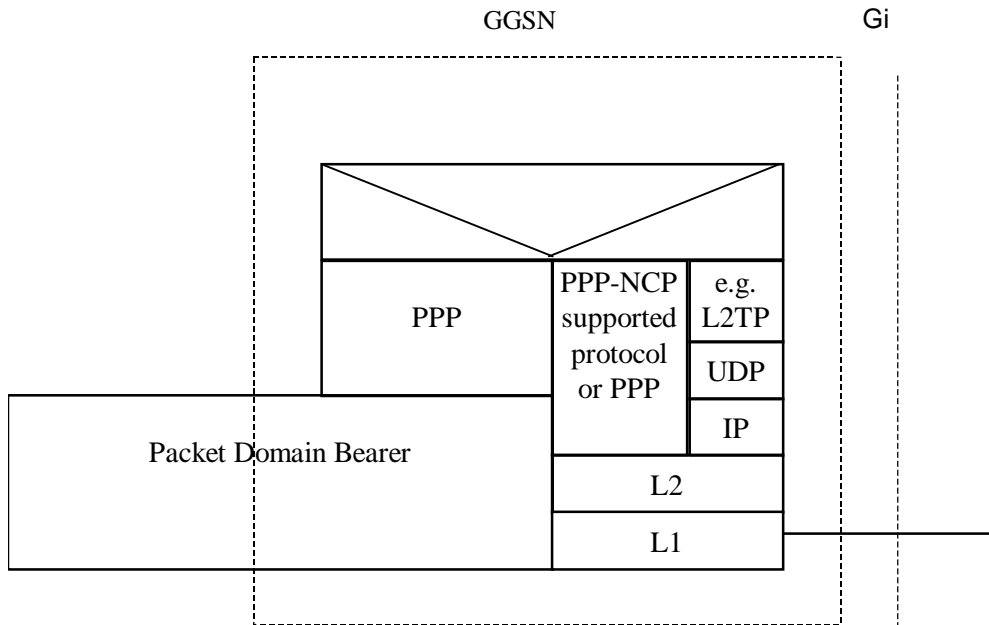 GGSN
Gi
PPP
PPP-NCP
supported
protocol
or PPP
e.g.
L2TP
UDP
IP
Packet Domain Bearer
L2
L1